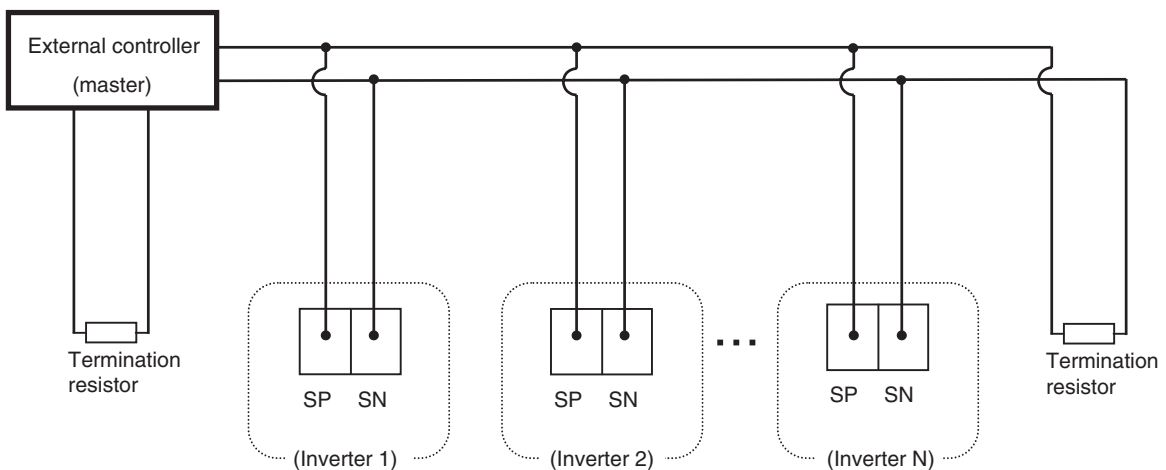 External controller
(master)
Termination
resistor
SP SN
(Inverter 1)
SP SN
(Inverter 2)
...
SP SN
(Inverter N)
Termination
resistor